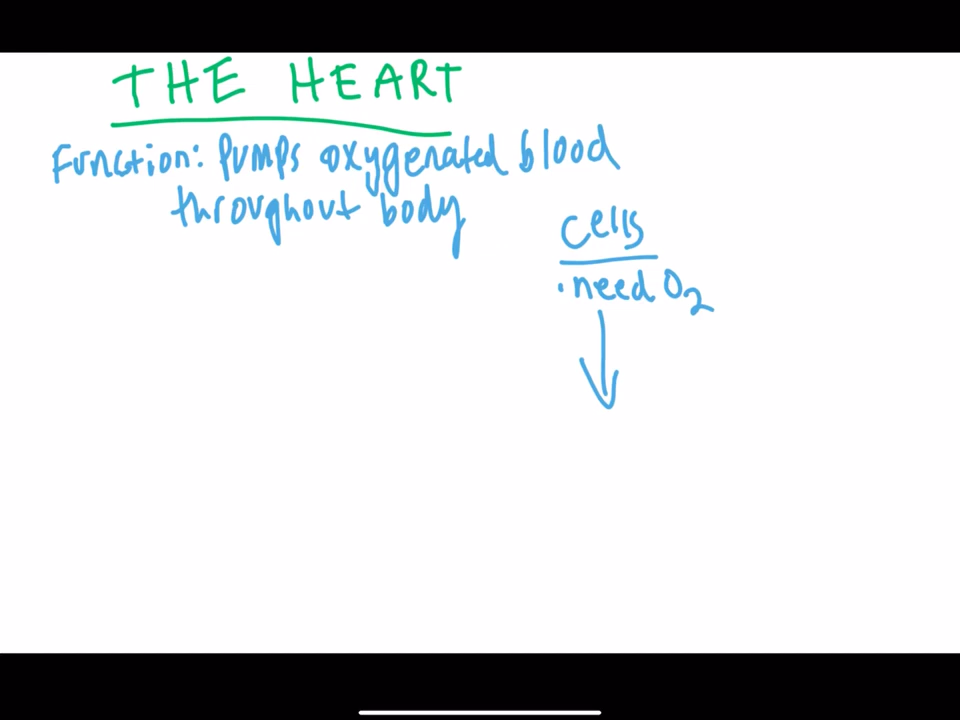 THE HEART
Function: Pumps oxygenated blood
throughout body
Cells
· need O₂